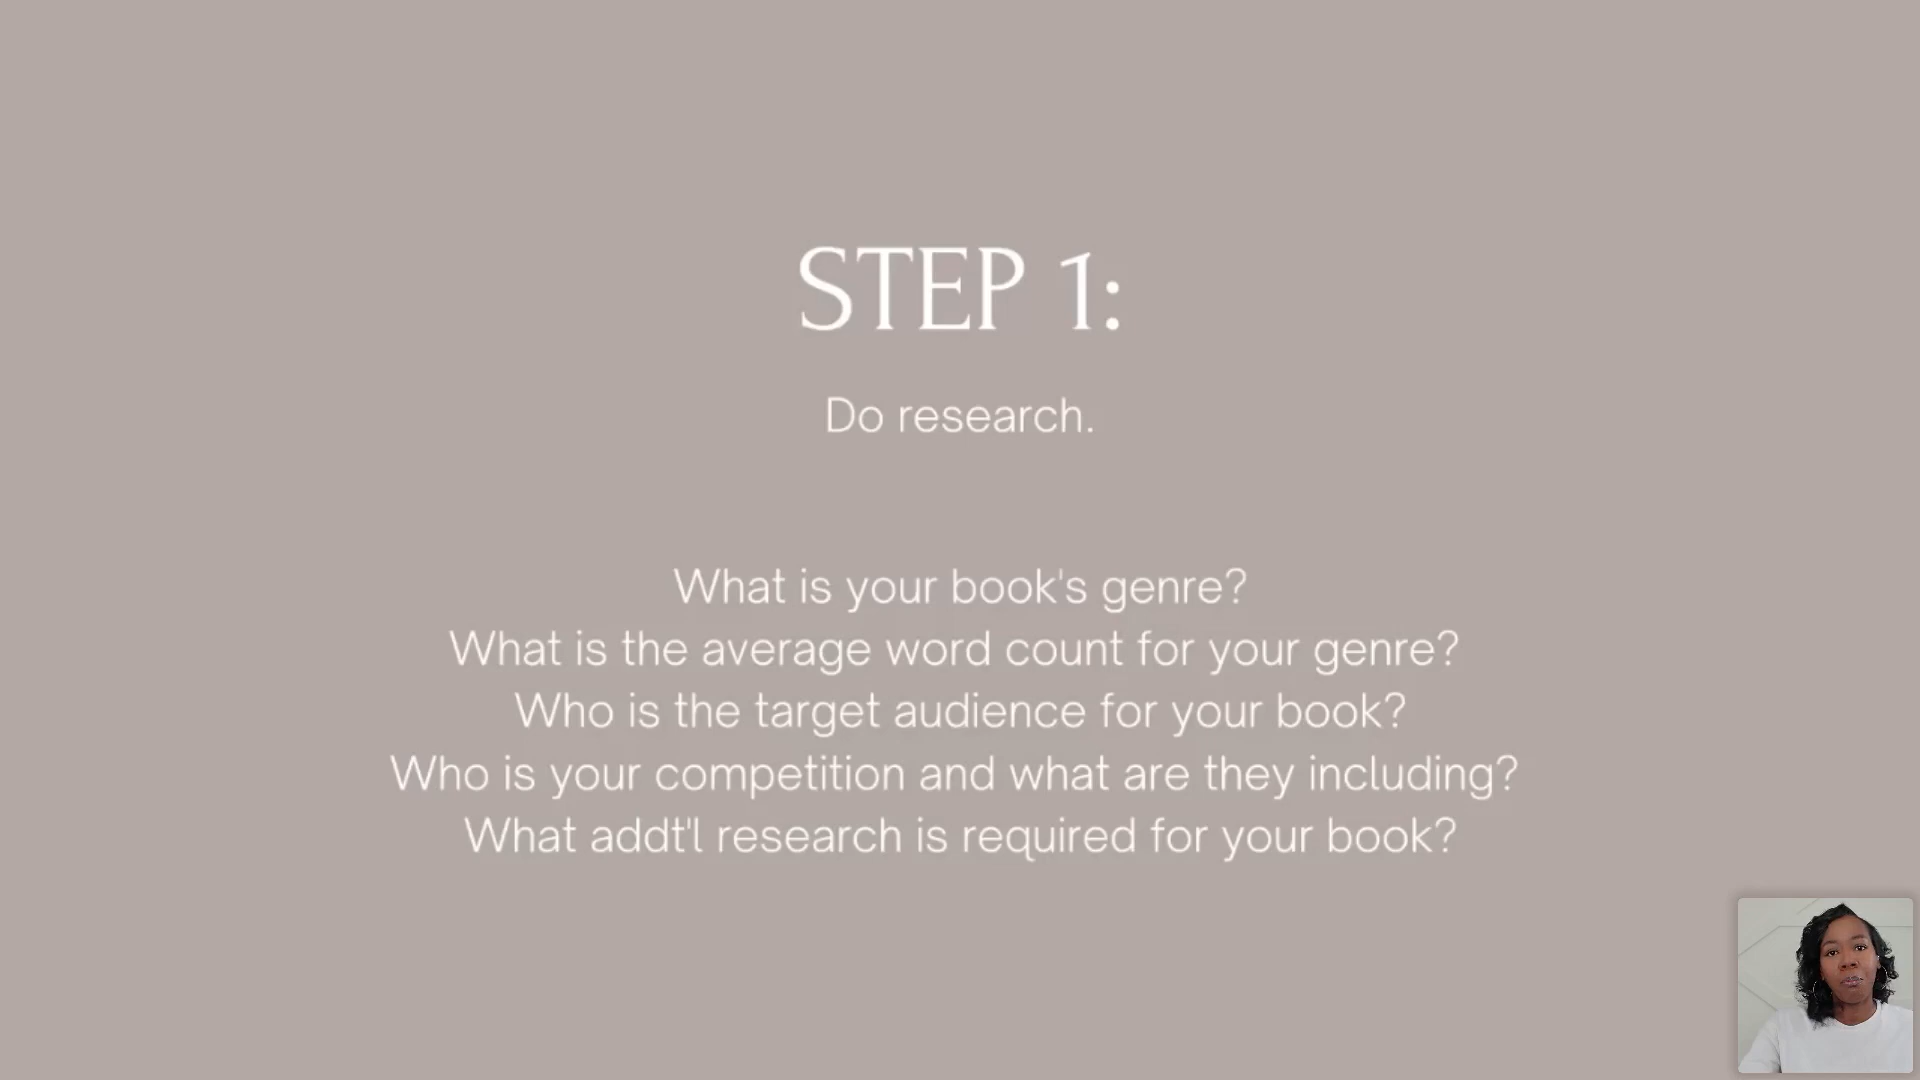 STEP 1:
Do research.
What is your book's genre?
What is the average word count for your genre?
Who is the target audience for your book?
Who is your competition and what are they including?
What addt'l research is required for your book?